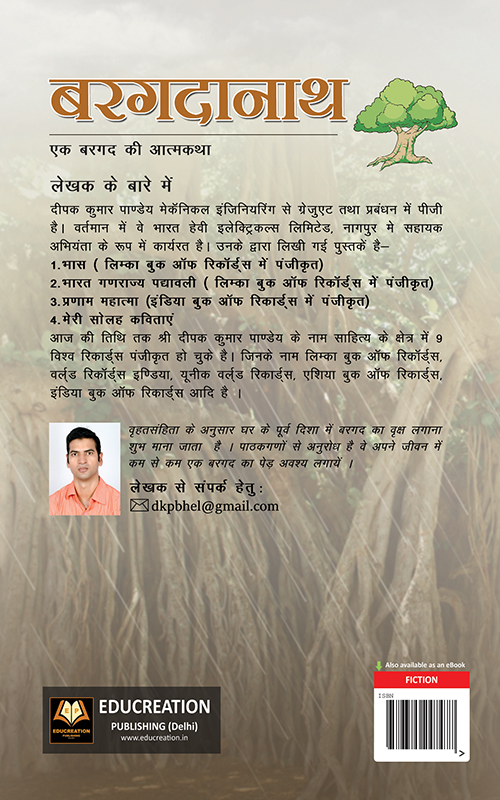 बरगदानाथ
एक बरगद की आत्मकथा
लेखक के बारे में
दीपक कुमार पाण्डेय मेकॅनिकल इंजिनियरिंग से ग्रेजुएट तथा प्रबंधन में पीजी
है। वर्तमान में वे भारत हेवी इलेक्ट्रिकल्स लिमिटेड, नागपुर मे सहायक
अभियंता के रूप में कार्यरत है। उनके द्वारा लिखी गई पुस्तकें है–
1.भास ( लिम्का बुक ऑफ रिकॉर्ड्स में पंजीकृत)
2.भारत गणराज्य पद्यावली ( लिम्का बुक ऑफ रिकॉर्ड्स में पंजीकृत)
3.प्रणाम महात्मा (इंडिया बुक ऑफ रिकार्ड्स में पंजीकृत)
4.मेरी सोलह कविताएं
आज की तिथि तक श्री दीपक कुमार पाण्डेय के नाम साहित्य के क्षेत्र में 9
विश्व रिकार्ड्स पंजीकृत हो चुके है। जिनके नाम लिम्का बुक ऑफ रिकॉर्ड्स,
वर्ल्ड रिकॉर्ड्स इण्डिया, यूनीक वर्ल्ड रिकार्ड्स, एशिया बुक ऑफ रिकार्ड्स,
इंडिया बुक ऑफ रिकार्ड्स आदि है ।
वृहतसंहिता के अनुसार घर के पूर्व दिशा में बरगद का वृक्ष लगाना
शुभ माना जाता है । पाठकगणों से अनुरोध है वे अपने जीवन में
कम से कम एक बरगद का पेड़ अवश्य लगायें ।
लेखक से संपर्क हेतु :
dkpbhel@gmail.com
Also available as an eBook
FICTION
ISBN
>
EP
EDUCREATION
PUBLISHING
EDUCREATION
PUBLISHING (Delhi)
www.educreation.in